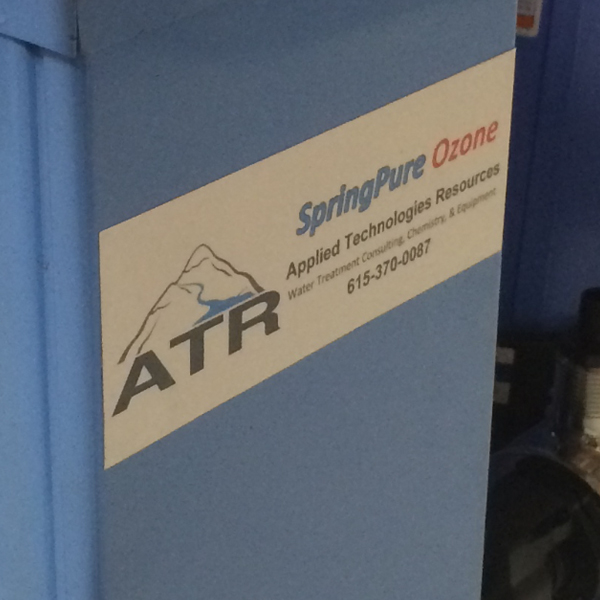 SpringPure Ozone
Applied Technologies Resources
Water Treatment Consulting, Chemistry, & Equipment
615-370-0087
ATR